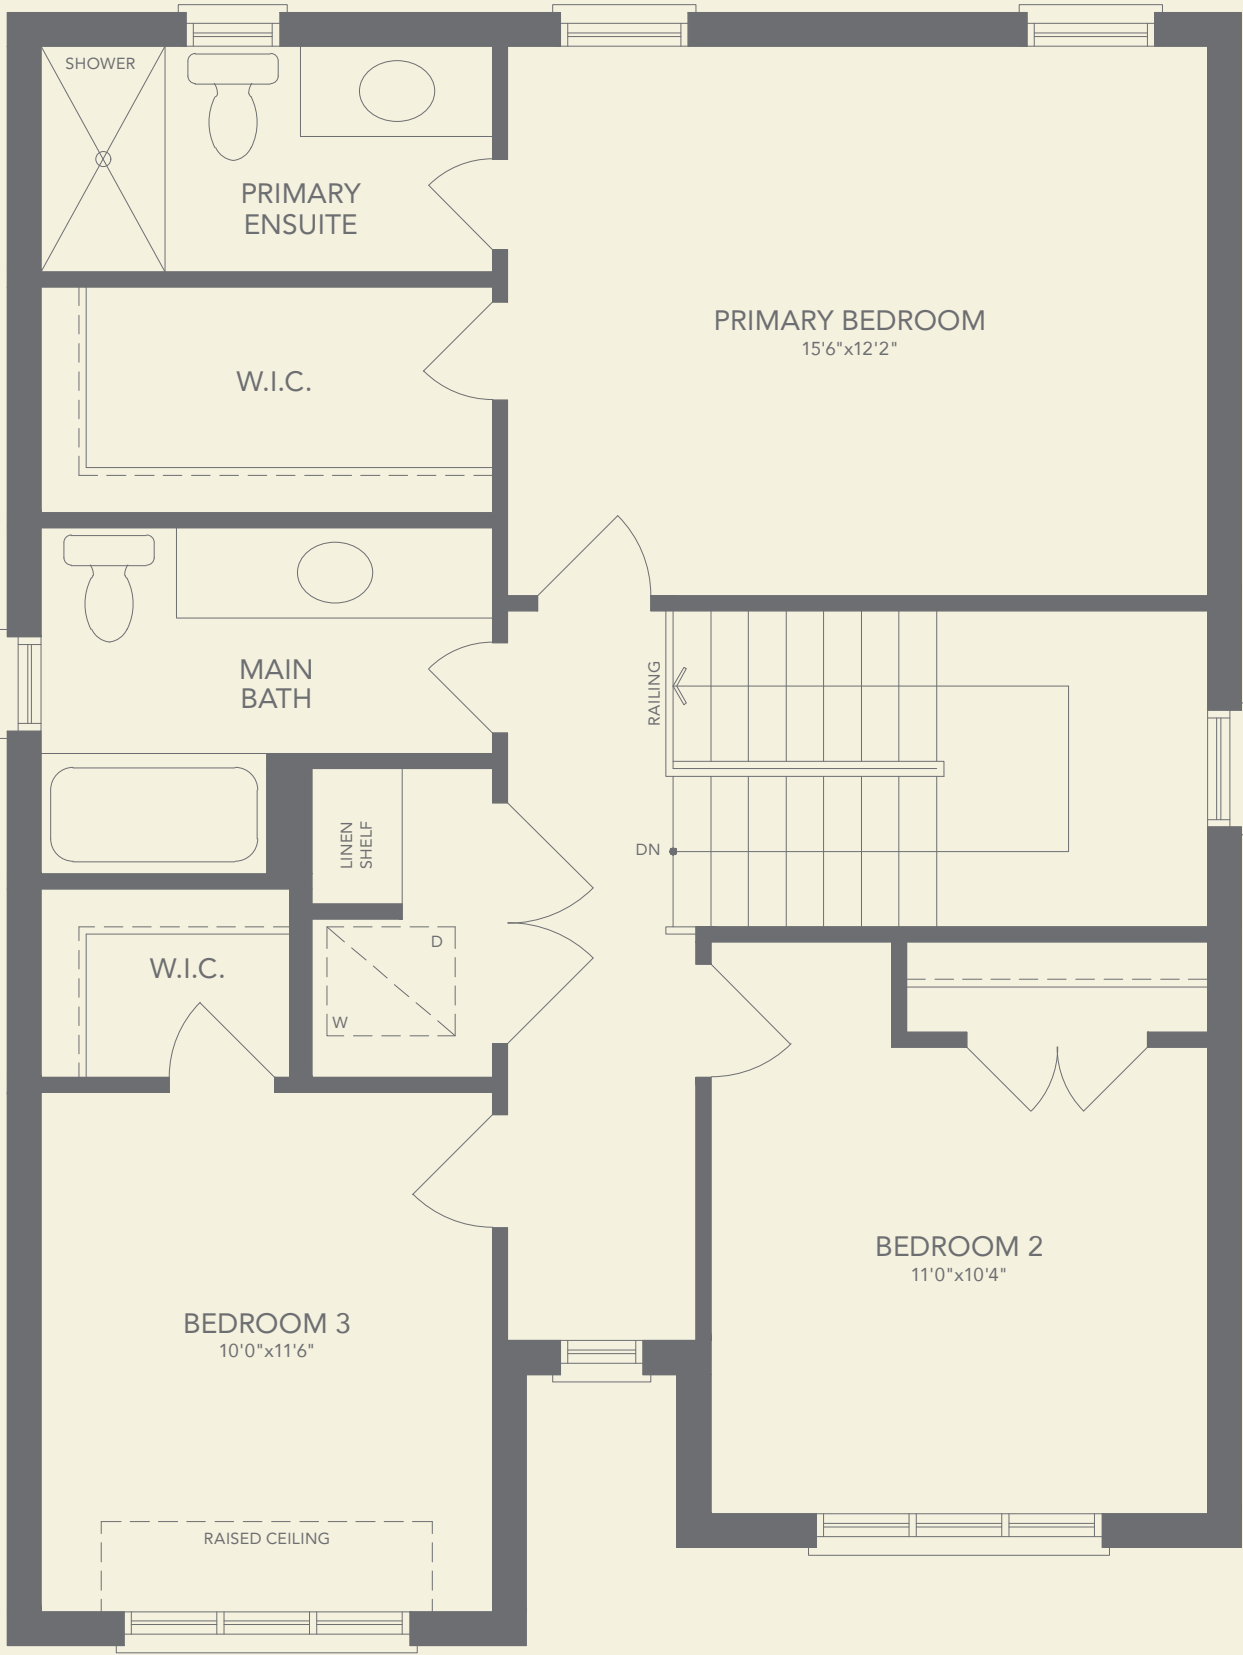 SHOWER
PRIMARY
ENSUITE
PRIMARY BEDROOM
15'6"x12'2"
W.I.C.
MAIN
BATH
RAILING
LINEN
SHELF
DN
D
W
W.I.C.
BEDROOM 2
11'0"x10'4"
BEDROOM 3
10'0"x11'6"
RAISED CEILING